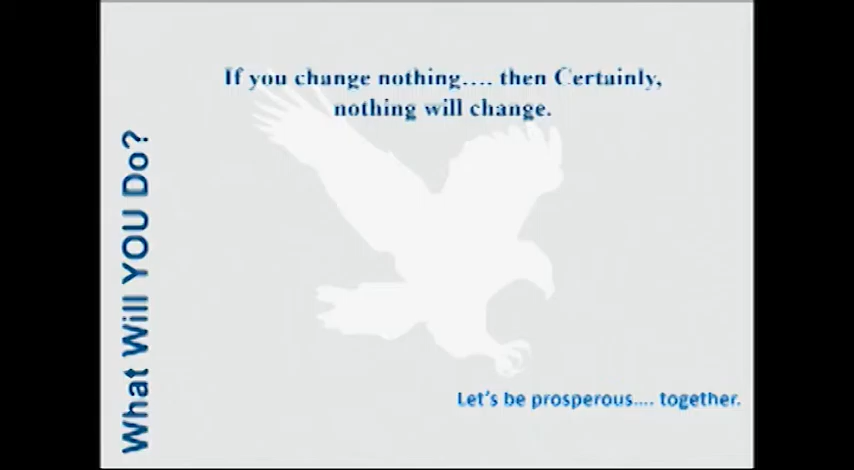 If you change nothing.... then Certainly,
nothing will change.
What Will YOU Do?
Let's be prosperous.... together.